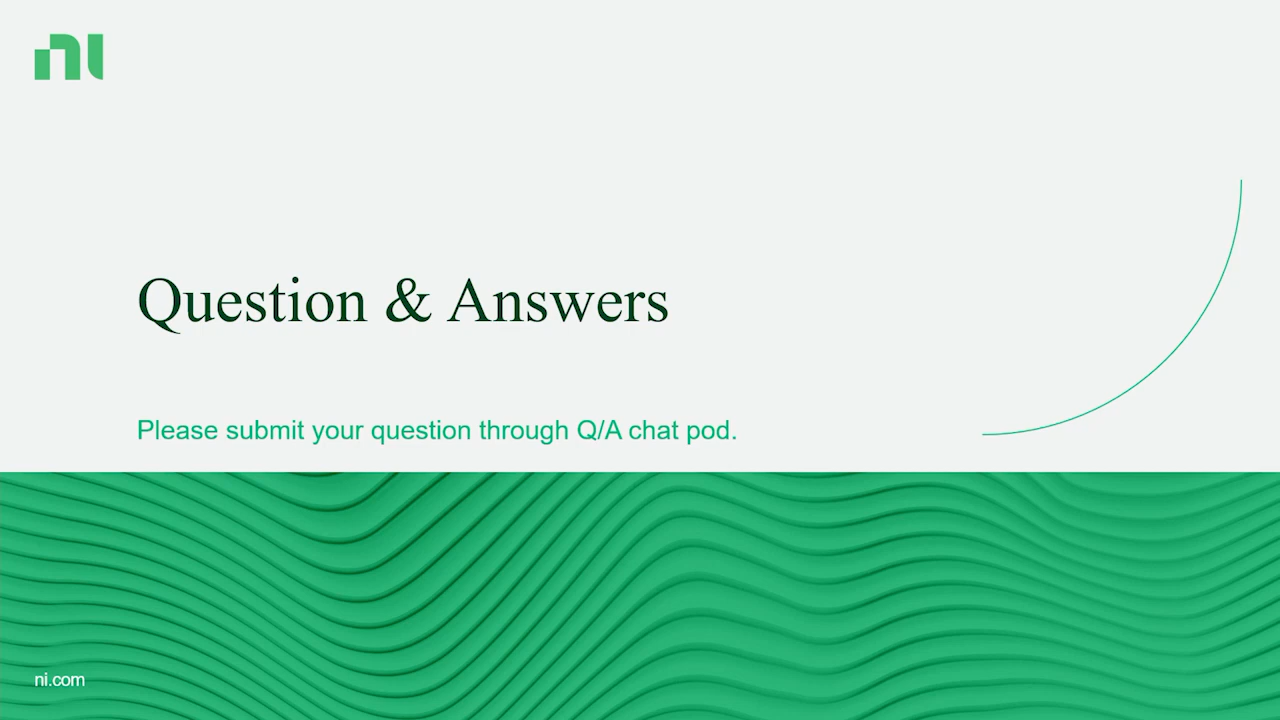 ni
Question & Answers
Please submit your question through Q/A chat pod.
ni.com